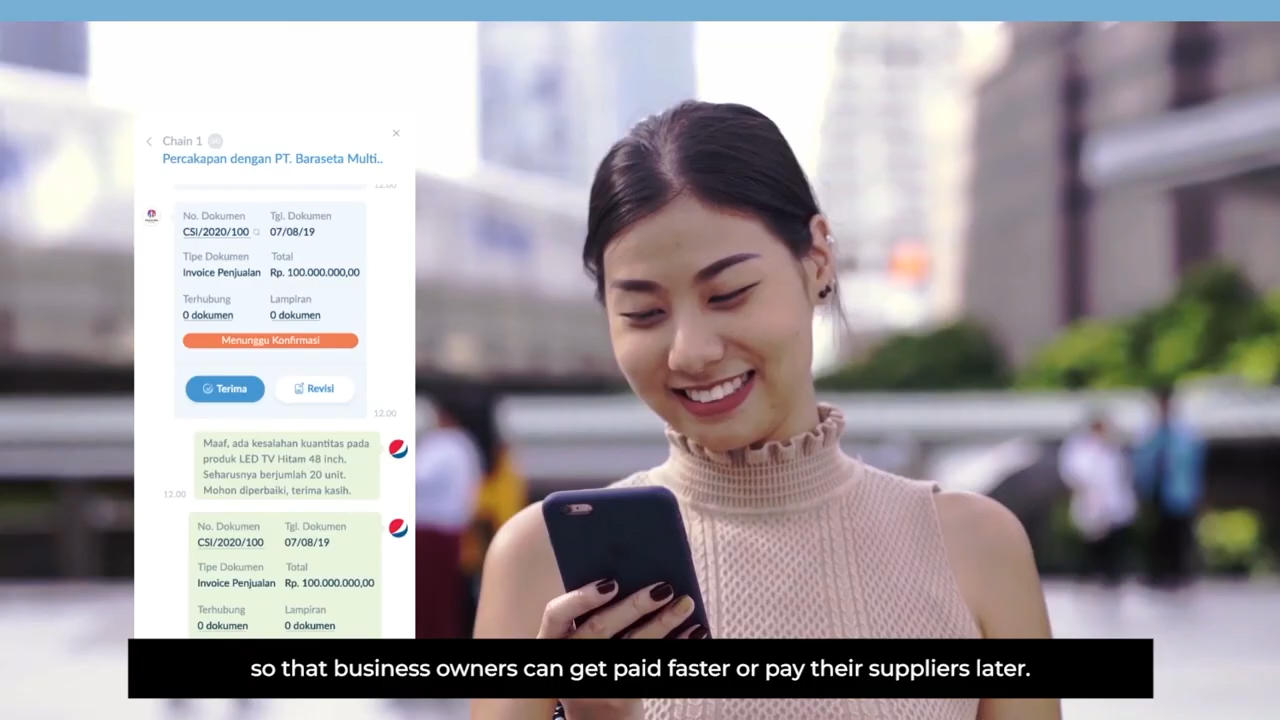 Chain 1
Percakapan dengan PT. Baraseta Multi..
12.00
No. Dokumen Tgl. Dokumen
CSI/2020/100 07/08/19
Tipe Dokumen Total
Invoice Penjualan Rp. 100.000.000,00
Terhubung Lampiran
0 dokumen 0 dokumen
Menunggu Konfirmasi
Terima Revisi
12.00
Maaf, ada kesalahan kuantitas pada
produk LED TV Hitam 48 inch.
Seharusnya berjumlah 20 unit.
Mohon diperbaiki, terima kasih.
12.00
No. Dokumen Tgl. Dokumen
CSI/2020/100 07/08/19
Tipe Dokumen Total
Invoice Penjualan Rp. 100.000.000,00
Terhubung Lampiran
0 dokumen 0 dokumen
so that business owners can get paid faster or pay their suppliers later.